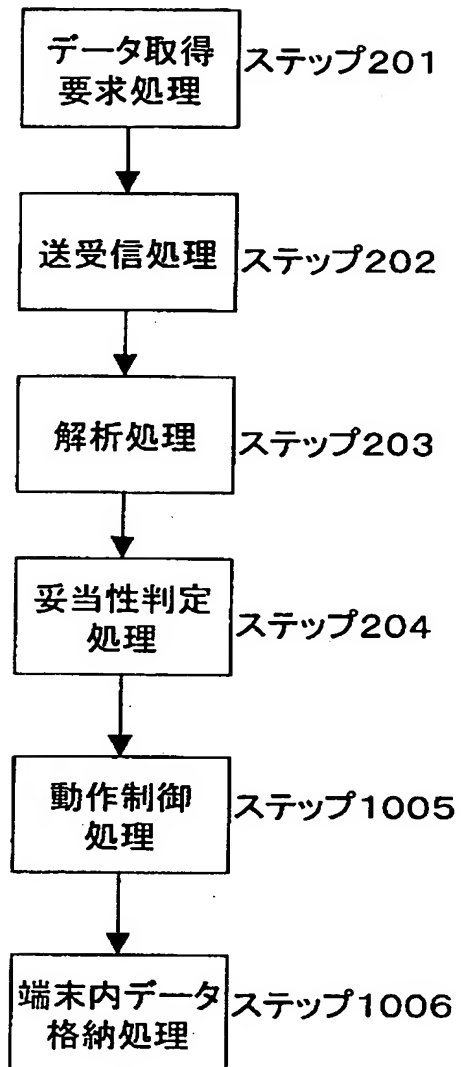 データ取得
要求処理
ステップ201
送受信処理
ステップ202
解析処理
ステップ203
妥当性判定
処理
ステップ204
動作制御
処理
ステップ1005
端末内データ
格納処理
ステップ1006